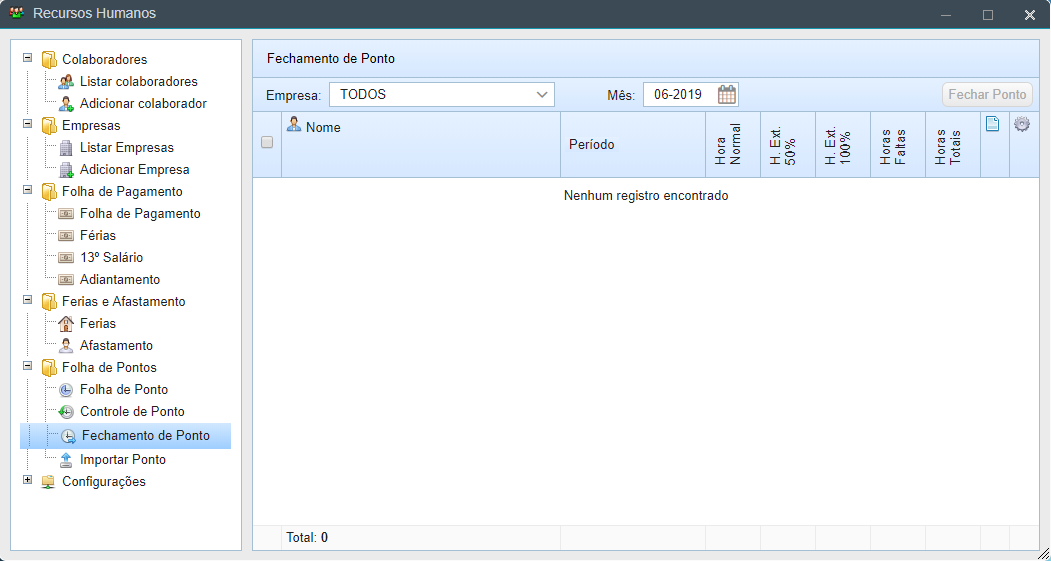 Recursos Humanos
Colaboradores
Listar colaboradores
Adicionar colaborador
Empresas
Listar Empresas
Adicionar Empresa
Folha de Pagamento
Folha de Pagamento
Férias
13º Salário
Adiantamento
Ferias e Afastamento
Ferias
Afastamento
Folha de Pontos
Folha de Ponto
Controle de Ponto
Fechamento de Ponto
Importar Ponto
Configurações
Fechamento de Ponto
Empresa: TODOS Mês: 06-2019 Fechar Ponto
Nome
Período
Hora
Normal
H. Ext.
50%
H. Ext.
100%
Horas
Faltas
Horas
Totais
Nenhum registro encontrado
Total: 0